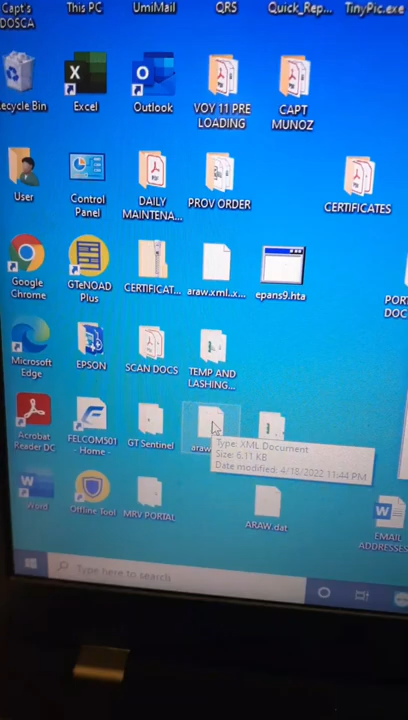 Capt's
DOSCA
This PC
UmiMail
QRS
Quick_Rep...
TinyPic.exe
ecycle Bin
Excel
Outlook
VOY 11 PRE
LOADING
CAPT
MUNOZ
User
Control
Panel
DAILY
MAINTENA...
PROV ORDER
CERTIFICATES
Google
Chrome
GTeNOAD
Plus
CERTIFICAT...
araw.xml..x...
epans9.hta
POR
DOC
Microsoft
Edge
EPSON
SCAN DOCS
TEMP AND
LASHING...
Acrobat
Reader DC
FELCOM501
- Home -
GT Sentinel
araw
Type: XML Document
Size: 6.11 KB
Date modified: 4/15/2022 11:44 PM
Word
Offline Tool
MRV PORTAL
ARAW.dat
EMAIL
ADDRESSES
Type here to search